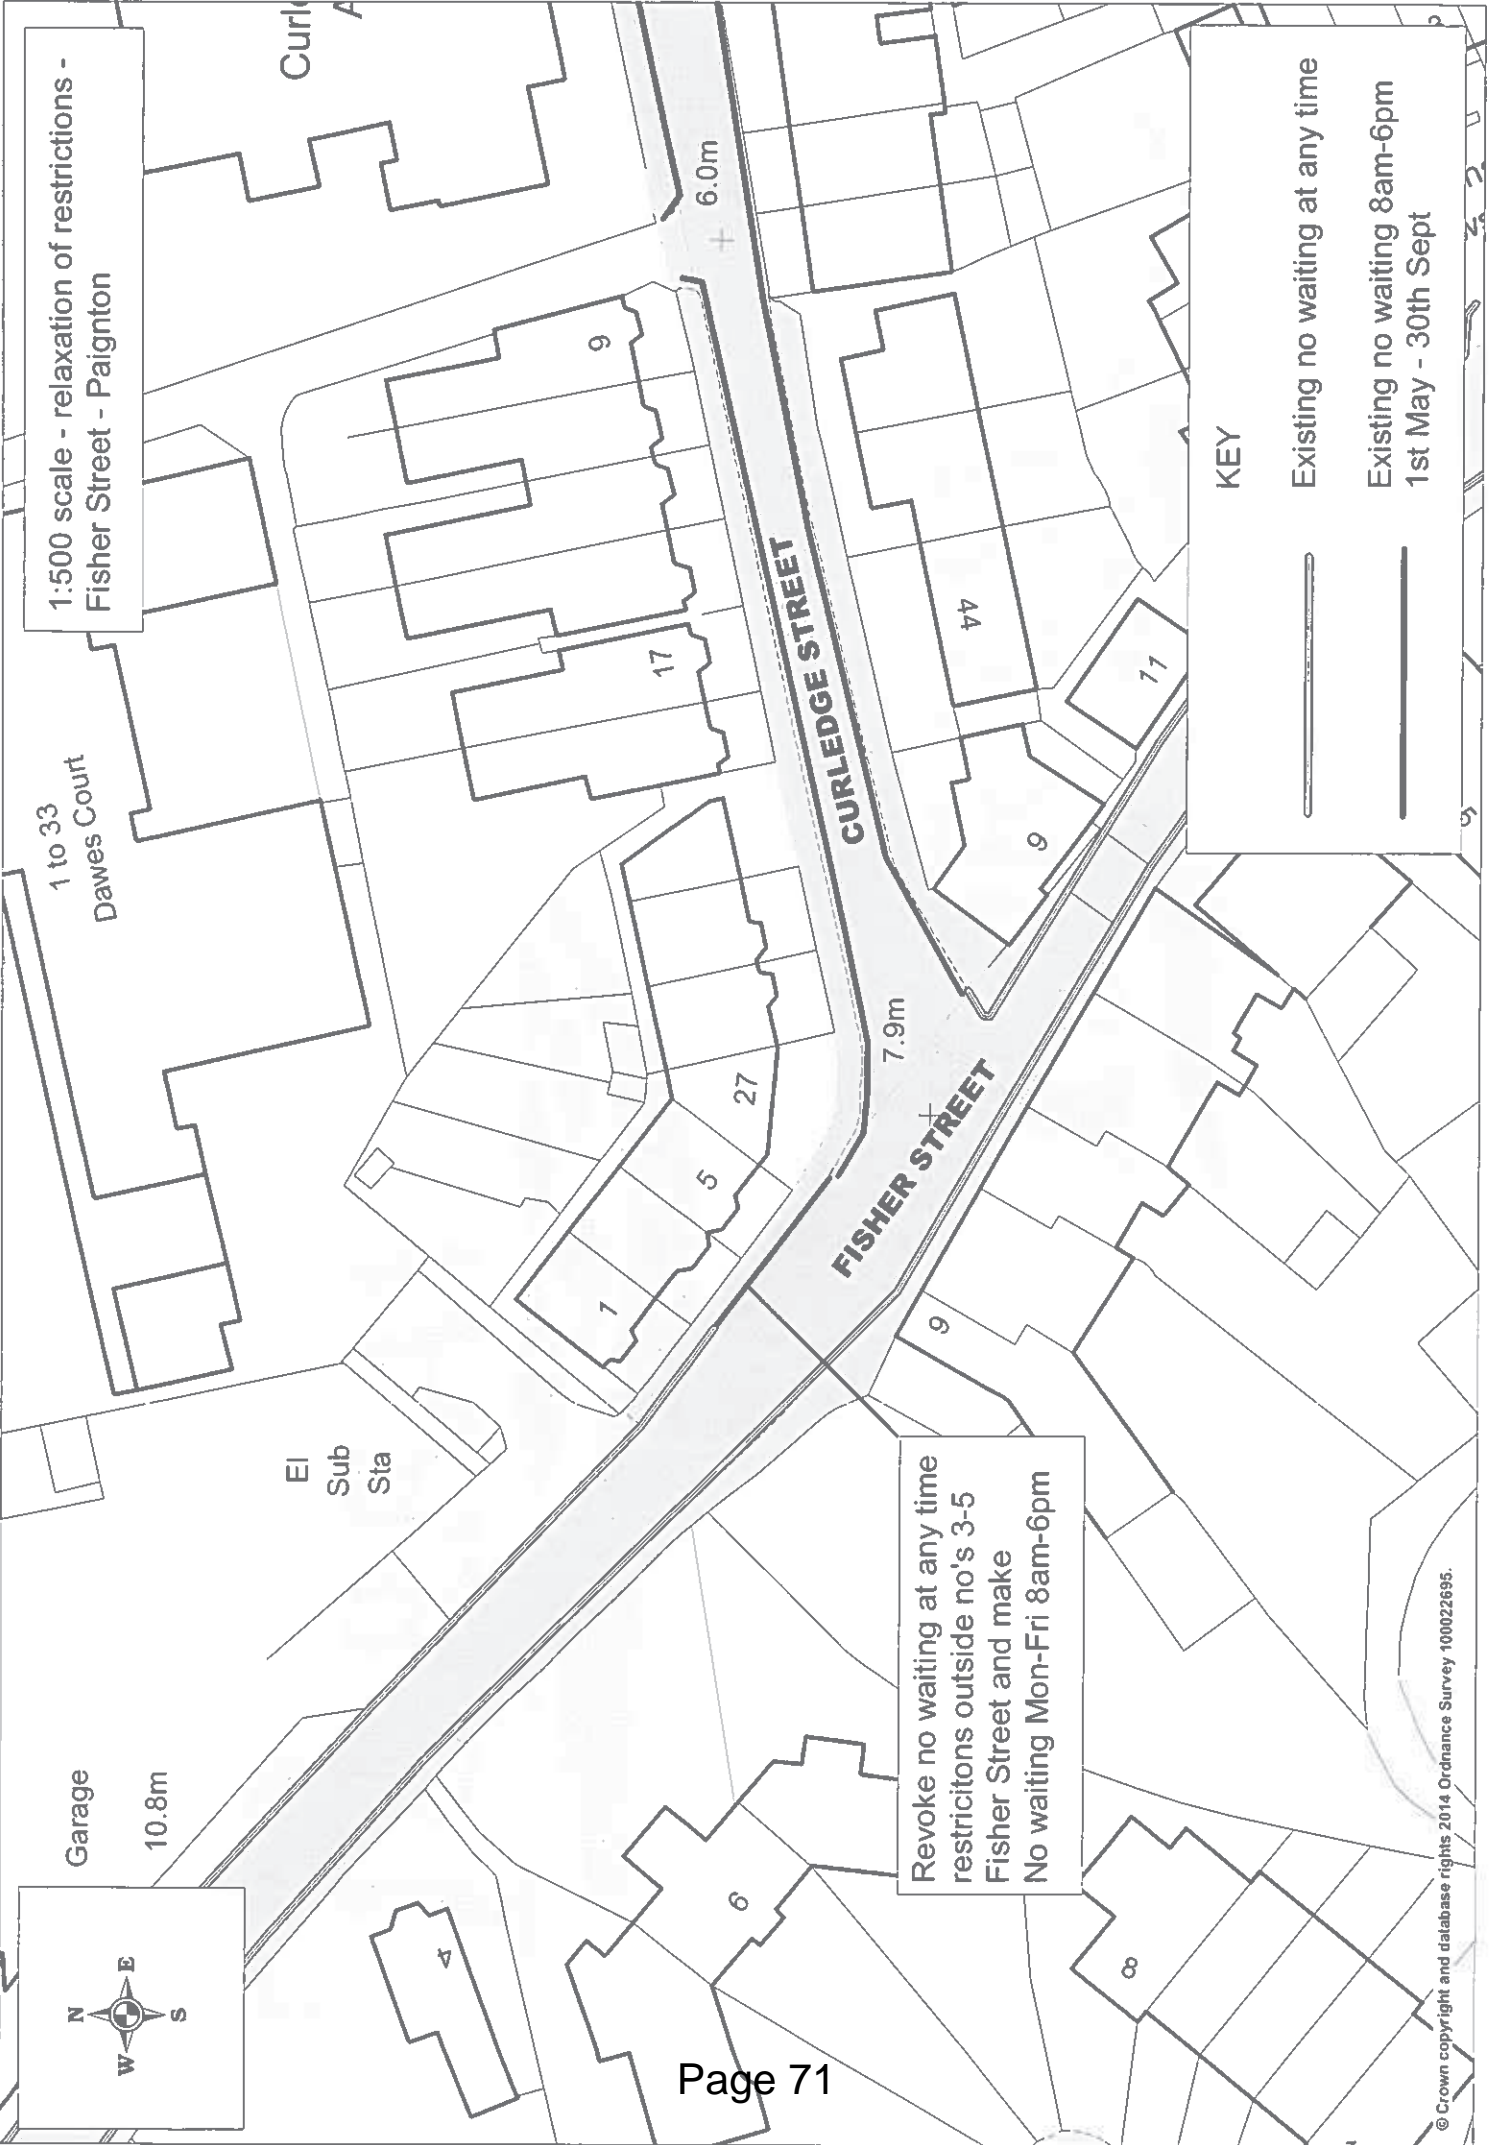 1:500 scale - relaxation of restrictions -
Fisher Street - Paignton
N
W
E
S
Garage
10.8m
El
Sub
Sta
1 to 33
Dawes Court
Curl
A
1
5
27
17
9
6.0m
CURLEDGE STREET
7.9m
FISHER STREET
44
9
11
9
4
6
8
5
Revoke no waiting at any time
restricitons outside no's 3-5
Fisher Street and make
No waiting Mon-Fri 8am-6pm
KEY
Existing no waiting at any time
Existing no waiting 8am-6pm
1st May - 30th Sept
© Crown copyright and database rights 2014 Ordnance Survey 100022695.
Page 71